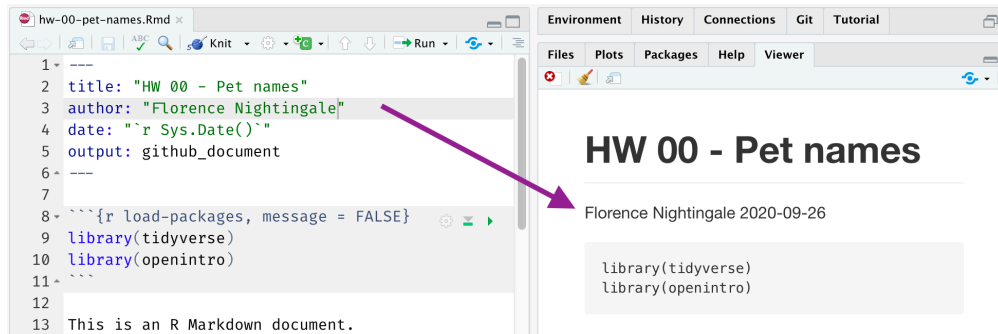 hw-00-pet-names.Rmd
ABC Knit Run
1 ---
2 title: "HW 00 - Pet names"
3 author: "Florence Nightingale"
4 date: "`r Sys.Date()`"
5 output: github_document
6 ---
7
8 ```{r load-packages, message = FALSE}
9 library(tidyverse)
10 library(openintro)
11 ```
12
13 This is an R Markdown document.
Environment History Connections Git Tutorial
Files Plots Packages Help Viewer
HW 00 - Pet names
Florence Nightingale 2020-09-26
library(tidyverse)
library(openintro)